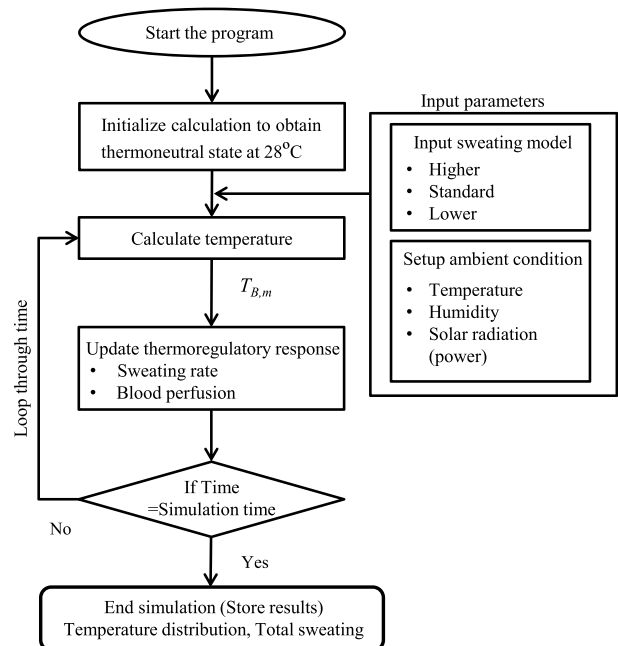 Start the program
Initialize calculation to obtain
thermoneutral state at 28°C
Input parameters
Input sweating model
• Higher
• Standard
• Lower
Setup ambient condition
• Temperature
• Humidity
• Solar radiation
(power)
Calculate temperature
T_{B,m}
Update thermoregulatory response
• Sweating rate
• Blood perfusion
Loop through time
If Time
=Simulation time
No
Yes
End simulation (Store results)
Temperature distribution, Total sweating